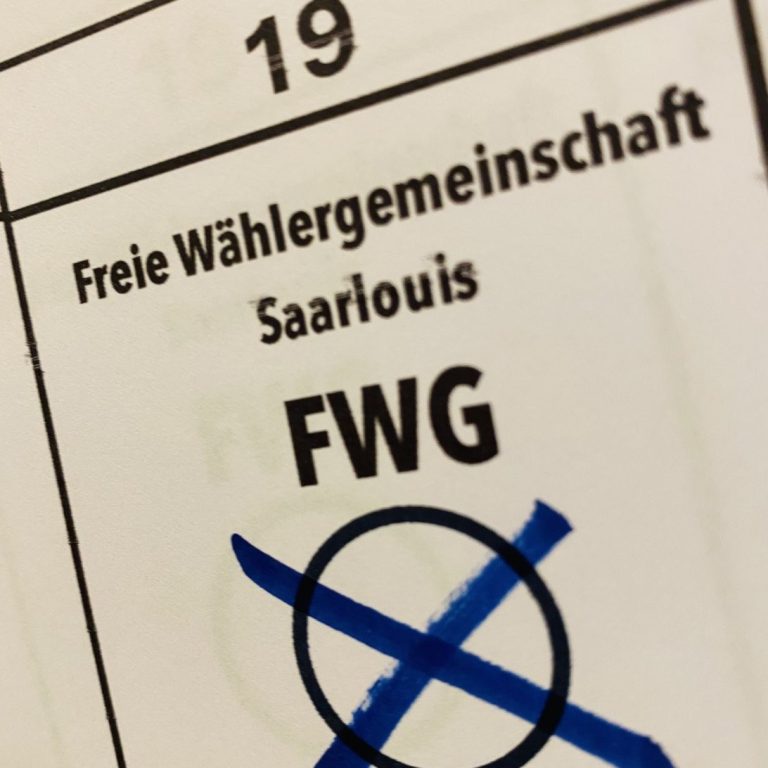 19
Freie Wählergemeinschaft
Saarlouis
FWG